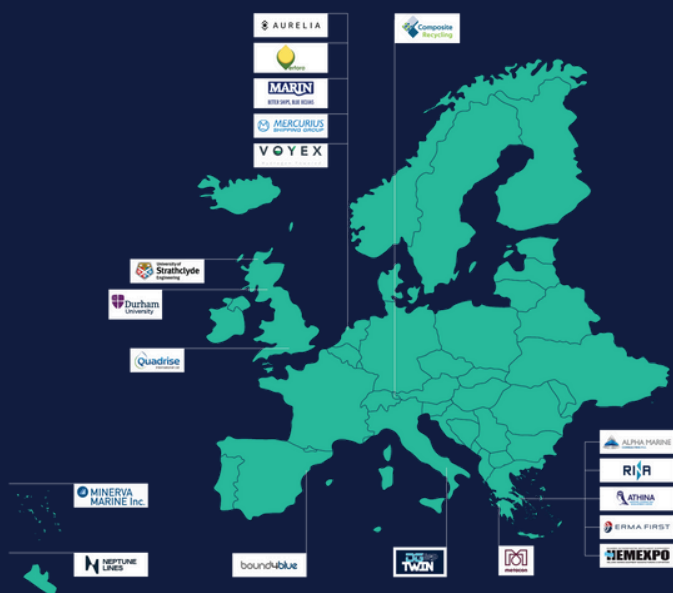 AURELIA
Composite
Recycling
MARIN
BETTER SHIPS, BLUE OCEANS
MERCURIUS
SHIPPING GROUP
VOYEX
University of
Strathclyde
Engineering
Durham
University
Quadrise
MINERVA
MARINE Inc.
NEPTUNE
LINES
bound4blue
TWIN
ALPHA MARINE
RINA
ATHINA
ERMA FIRST
HEMEXPO